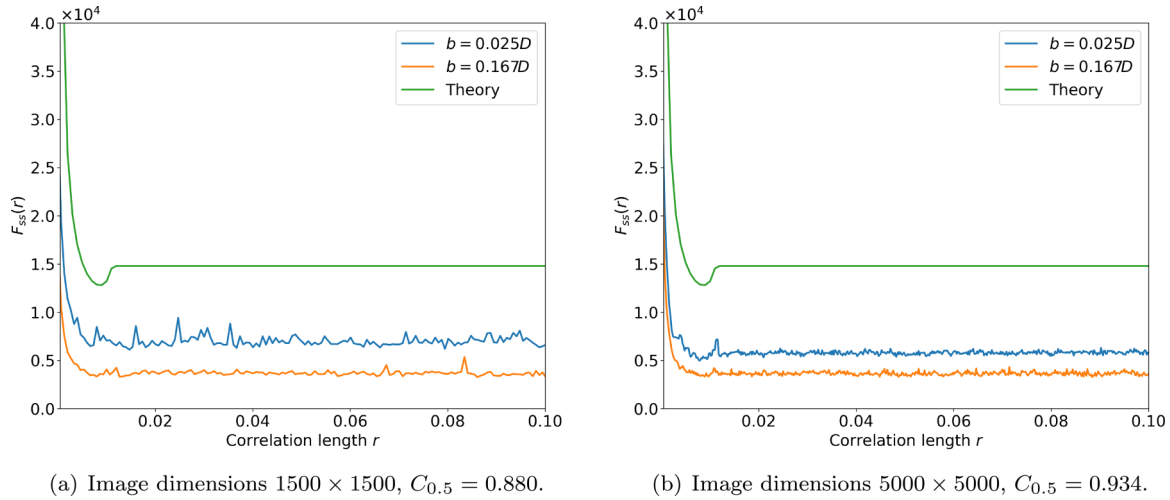 ×10⁴
4.0
3.5
3.0
2.5
2.0
1.5
1.0
0.5
0.0
F_ss(r)
b = 0.025D
b = 0.167D
Theory
0.02 0.04 0.06 0.08 0.10
Correlation length r
(a) Image dimensions 1500 × 1500, C_0.5 = 0.880.
×10⁴
4.0
3.5
3.0
2.5
2.0
1.5
1.0
0.5
0.0
F_ss(r)
b = 0.025D
b = 0.167D
Theory
0.02 0.04 0.06 0.08 0.10
Correlation length r
(b) Image dimensions 5000 × 5000, C_0.5 = 0.934.